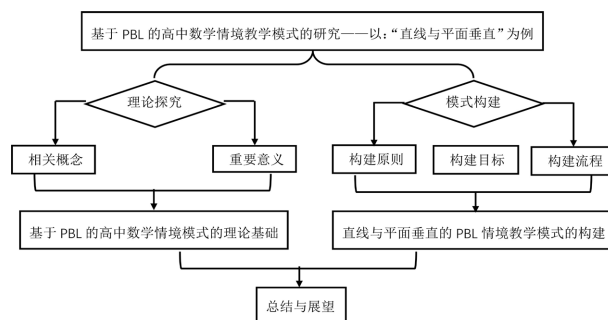 基于 PBL 的高中数学情境教学模式的研究——以：“直线与平面垂直”为例
理论探究
模式构建
相关概念
重要意义
构建原则
构建目标
构建流程
基于 PBL 的高中数学情境模式的理论基础
直线与平面垂直的 PBL 情境教学模式的构建
总结与展望